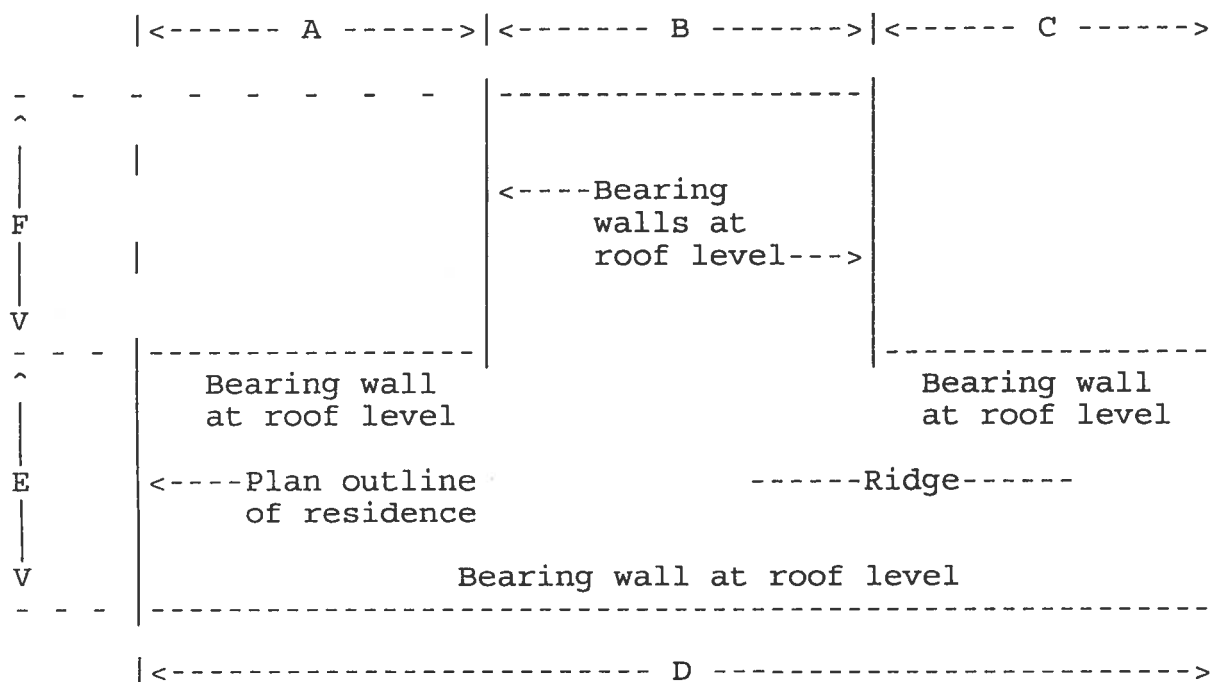 |<------ A ------>|<------- B ------->|<------ C ------>
F
<----Bearing
walls at
roof level--->
V
Bearing wall
at roof level
Bearing wall
at roof level
E
<----Plan outline
of residence
------Ridge------
V
Bearing wall at roof level
|<-------------------------- D -------------------------->